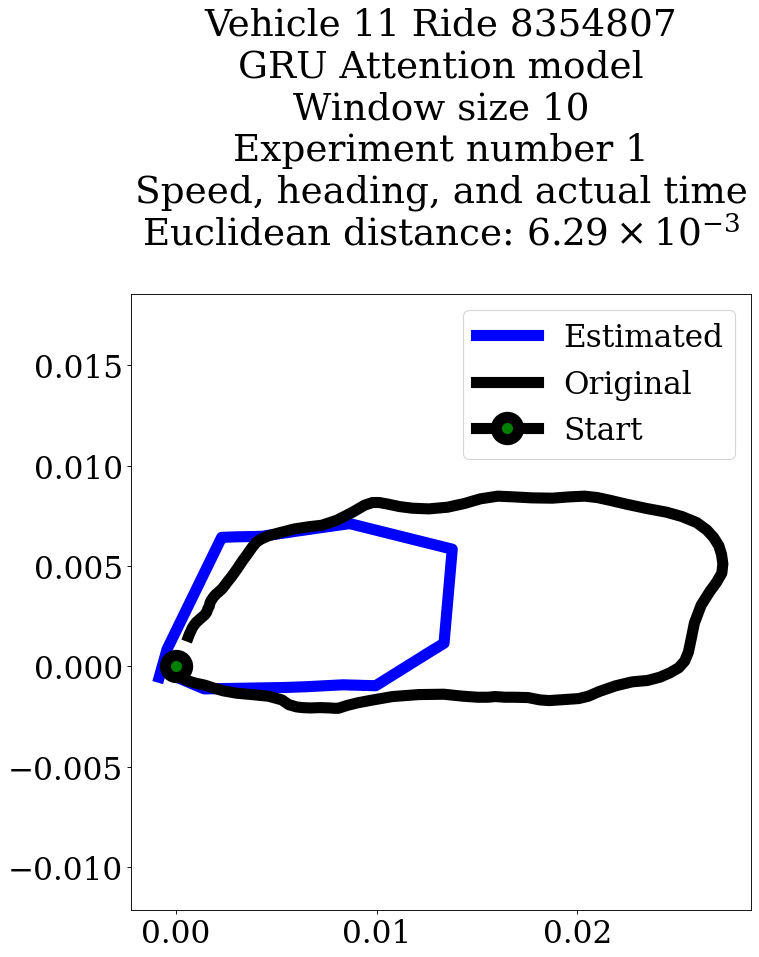 Vehicle 11 Ride 8354807
GRU Attention model
Window size 10
Experiment number 1
Speed, heading, and actual time
Euclidean distance: 6.29 × 10⁻³
Estimated
Original
Start
0.015
0.010
0.005
0.000
−0.005
−0.010
0.00 0.01 0.02